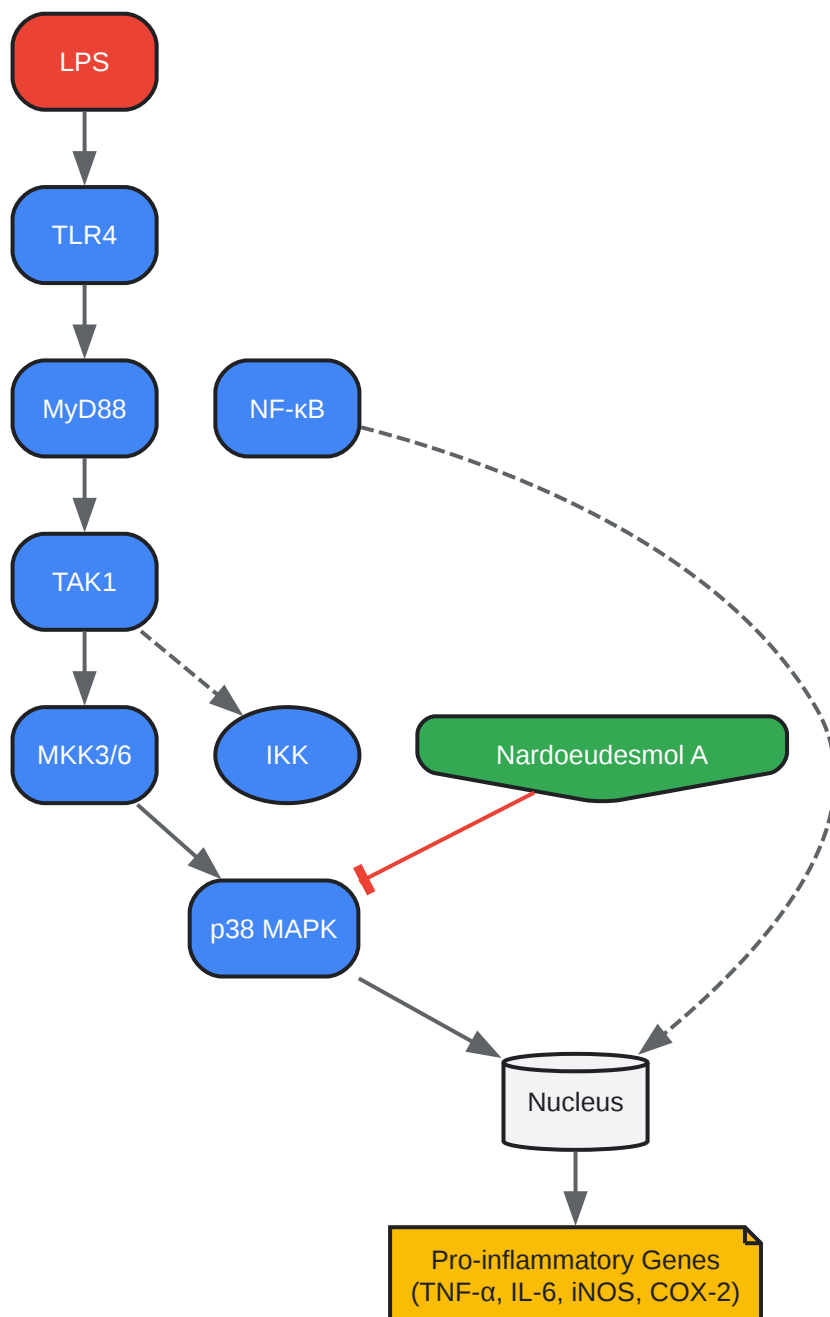 LPS
TLR4
MyD88
NF-κB
TAK1
MKK3/6
IKK
Nardoeudesmol A
p38 MAPK
Nucleus
Pro-inflammatory Genes
(TNF-α, IL-6, iNOS, COX-2)